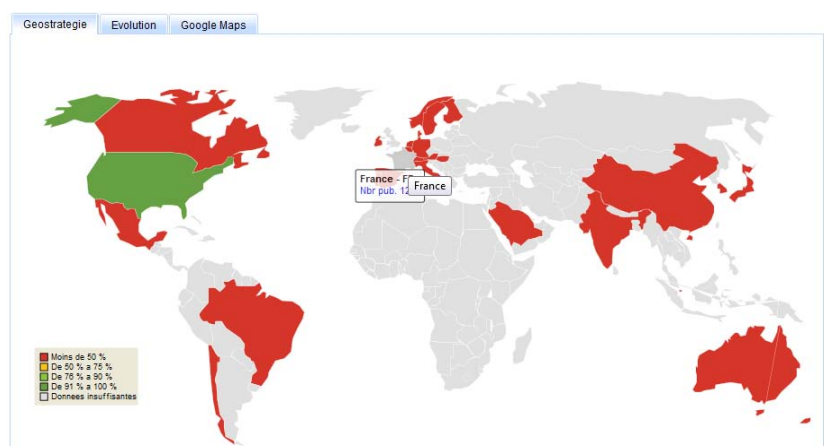 Geostrategie
Evolution
Google Maps
France - F
Nbr pub. 12
France
Moins de 50 %
De 50 % a 75 %
De 76 % a 90 %
De 91 % a 100 %
Donnees insuffisantes